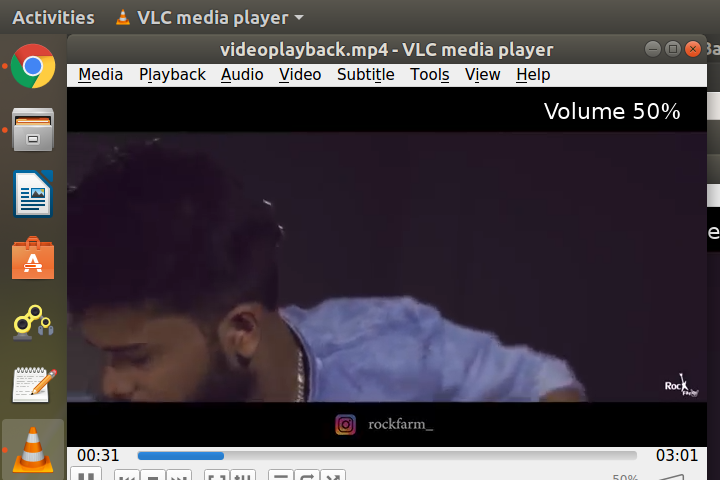 Activities VLC media player
videoplayback.mp4 - VLC media player
Media Playback Audio Video Subtitle Tools View Help
Volume 50%
Rock
rockfarm_
00:31 03:01
50%